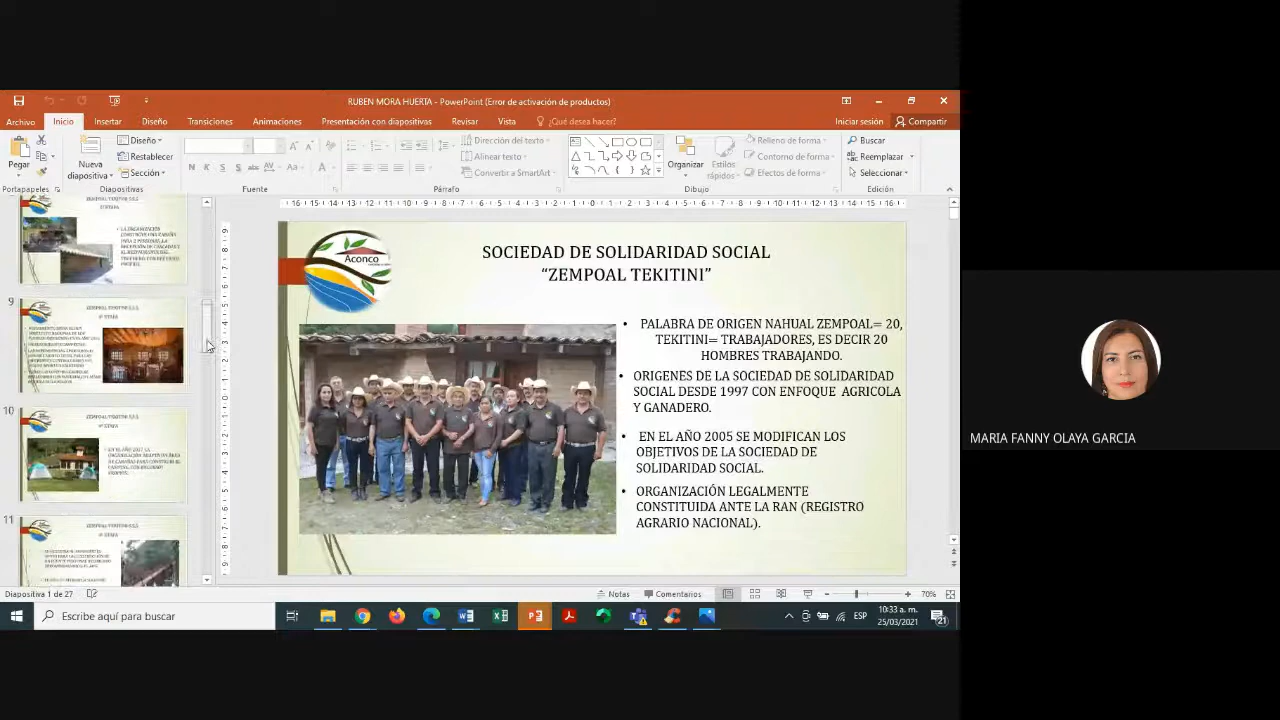 RUBEN MORA HUERTA - PowerPoint (Error de activación de productos)
Archivo Inicio Insertar Diseño Transiciones Animaciones Presentación con diapositivas Revisar Vista ¿Qué desea hacer? Iniciar sesión Compartir
Pegar
Nueva
diapositiva
Diseño
Restablecer
Sección
N K S S abc AV Aa A
Dirección del texto
Alinear texto
Convertir a SmartArt
Organizar
Estilos
rápidos
Relleno de forma
Contorno de forma
Efectos de forma
Buscar
Reemplazar
Seleccionar
Portapapeles Diapositivas Fuente Párrafo Dibujo Edición
9
10
11
Aconco
SOCIEDAD DE SOLIDARIDAD SOCIAL
“ZEMPOAL TEKITINI”
• PALABRA DE ORIGEN NAHUAL ZEMPOAL= 20,
TEKITINI= TRABAJADORES, ES DECIR 20
HOMBRES TRABAJANDO.
• ORIGENES DE LA SOCIEDAD DE SOLIDARIDAD
SOCIAL DESDE 1997 CON ENFOQUE AGRICOLA
Y GANADERO.
• EN EL AÑO 2005 SE MODIFICAN LOS
OBJETIVOS DE LA SOCIEDAD DE
SOLIDARIDAD SOCIAL.
• ORGANIZACIÓN LEGALMENTE
CONSTITUIDA ANTE LA RAN (REGISTRO
AGRARIO NACIONAL).
MARIA FANNY OLAYA GARCIA
Diapositiva 1 de 27 Notas Comentarios 70%
Escribe aquí para buscar
ESP
10:33 a. m.
25/03/2021
21